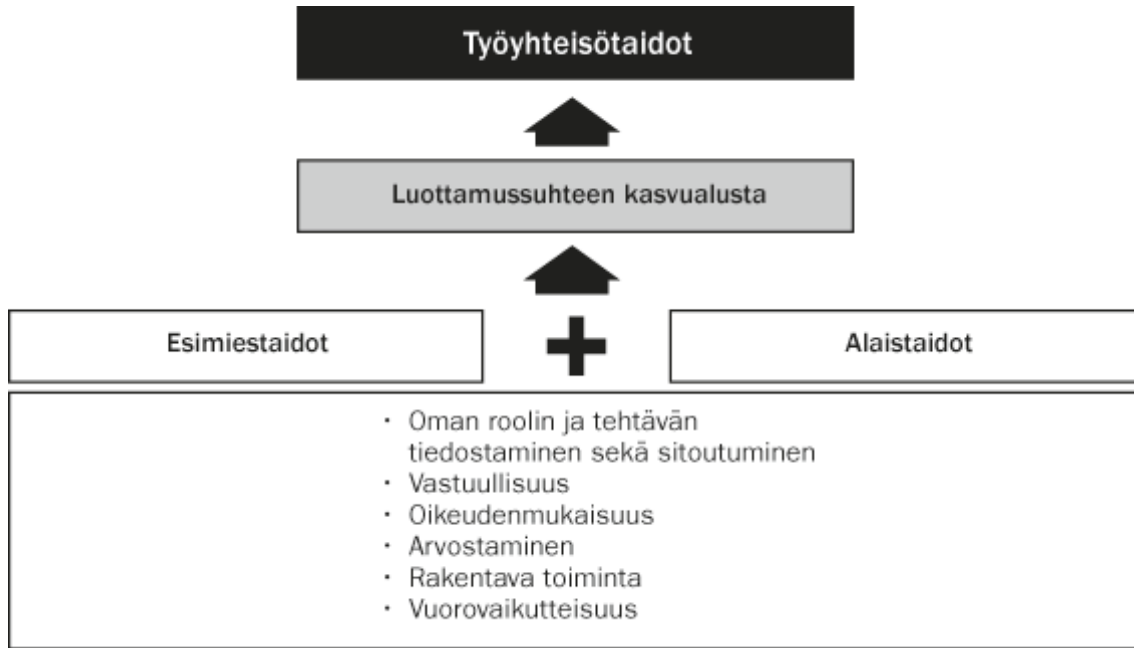 Työyhteisötaidot
Luottamussuhteen kasvualusta
Esimiestaidot
Alaistaidot
· Oman roolin ja tehtävän
tiedostaminen sekä sitoutuminen
· Vastuullisuus
· Oikeudenmukaisuus
· Arvostaminen
· Rakentava toiminta
· Vuorovaikutteisuus